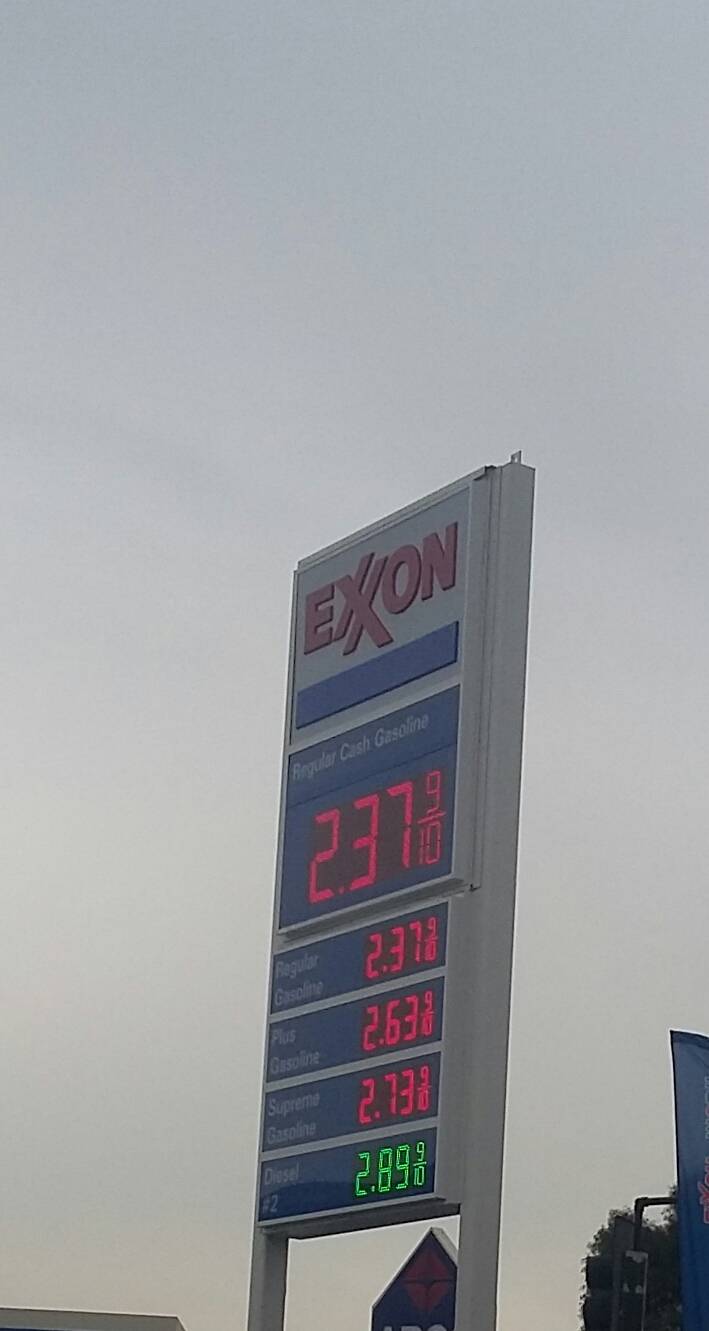 EXXON
Regular Cash Gasoline
2.37 9/10
Regular
Gasoline
2.37 9/10
Plus
Gasoline
2.63 9/10
Supreme
Gasoline
2.73 9/10
Diesel
#2
2.89 9/10